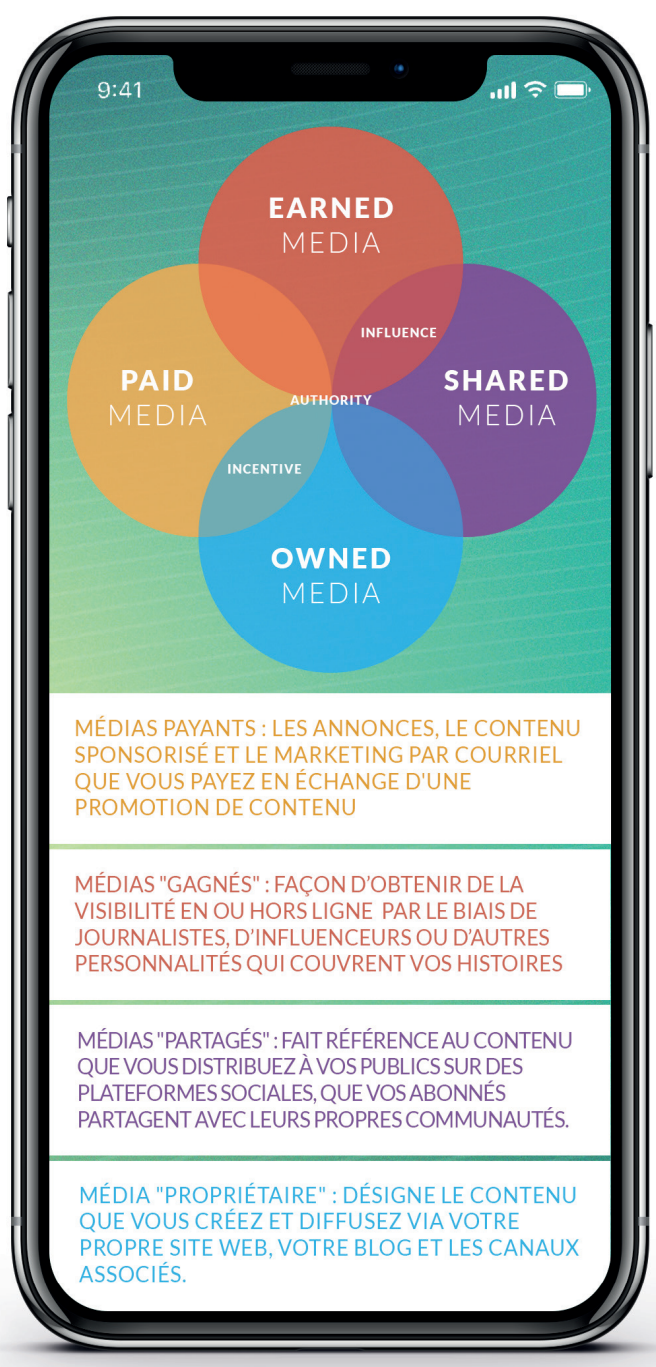 9:41
EARNED
MEDIA
INFLUENCE
PAID
MEDIA
SHARED
MEDIA
AUTHORITY
INCENTIVE
OWNED
MEDIA
MÉDIAS PAYANTS : LES ANNONCES, LE CONTENU
SPONSORISÉ ET LE MARKETING PAR COURRIEL
QUE VOUS PAYEZ EN ÉCHANGE D'UNE
PROMOTION DE CONTENU
MÉDIAS "GAGNÉS" : FAÇON D’OBTENIR DE LA
VISIBILITÉ EN OU HORS LIGNE PAR LE BIAIS DE
JOURNALISTES, D’INFLUENCEURS OU D’AUTRES
PERSONNALITÉS QUI COUVRENT VOS HISTOIRES
MÉDIAS "PARTAGÉS" : FAIT RÉFÉRENCE AU CONTENU
QUE VOUS DISTRIBUEZ À VOS PUBLICS SUR DES
PLATEFORMES SOCIALES, QUE VOS ABONNÉS
PARTAGENT AVEC LEURS PROPRES COMMUNAUTÉS.
MÉDIA "PROPRIÉTAIRE" : DÉSIGNE LE CONTENU
QUE VOUS CRÉEZ ET DIFFUSEZ VIA VOTRE
PROPRE SITE WEB, VOTRE BLOG ET LES CANAUX
ASSOCIÉS.